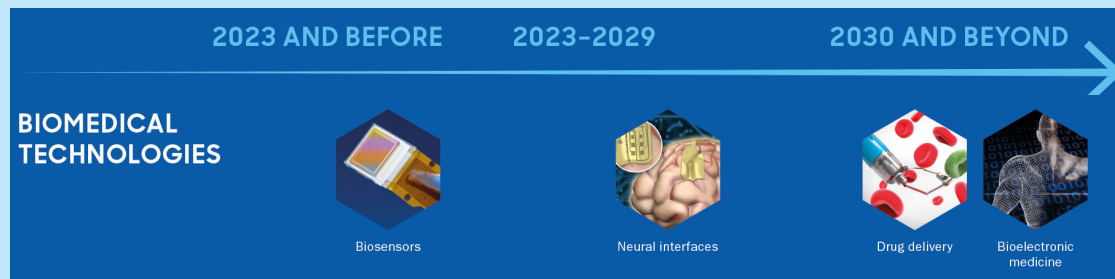 2023 AND BEFORE
2023–2029
2030 AND BEYOND
BIOMEDICAL
TECHNOLOGIES
Biosensors
Neural interfaces
Drug delivery
Bioelectronic
medicine